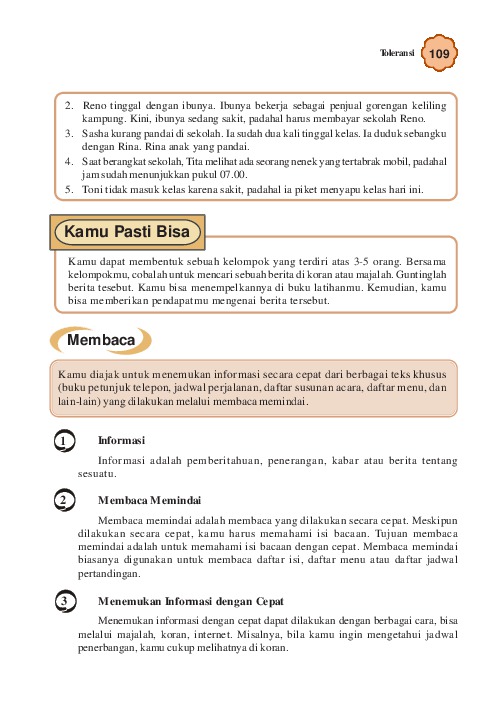 Toleransi 109
2. Reno tinggal dengan ibunya. Ibunya bekerja sebagai penjual gorengan keliling
kampung. Kini, ibunya sedang sakit, padahal harus membayar sekolah Reno.
3. Sasha kurang pandai di sekolah. Ia sudah dua kali tinggal kelas. Ia duduk sebangku
dengan Rina. Rina anak yang pandai.
4. Saat berangkat sekolah, Tita melihat ada seorang nenek yang tertabrak mobil, padahal
jam sudah menunjukkan pukul 07.00.
5. Toni tidak masuk kelas karena sakit, padahal ia piket menyapu kelas hari ini.
Kamu Pasti Bisa
Kamu dapat membentuk sebuah kelompok yang terdiri atas 3-5 orang. Bersama
kelompokmu, cobalah untuk mencari sebuah berita di koran atau majalah. Guntinglah
berita tesebut. Kamu bisa menempelkannya di buku latihanmu. Kemudian, kamu
bisa memberikan pendapatmu mengenai berita tersebut.
Membaca
Kamu diajak untuk menemukan informasi secara cepat dari berbagai teks khusus
(buku petunjuk telepon, jadwal perjalanan, daftar susunan acara, daftar menu, dan
lain-lain) yang dilakukan melalui membaca memindai.
1 Informasi
Informasi adalah pemberitahuan, penerangan, kabar atau berita tentang
sesuatu.
2 Membaca Memindai
Membaca memindai adalah membaca yang dilakukan secara cepat. Meskipun
dilakukan secara cepat, kamu harus memahami isi bacaan. Tujuan membaca
memindai adalah untuk memahami isi bacaan dengan cepat. Membaca memindai
biasanya digunakan untuk membaca daftar isi, daftar menu atau daftar jadwal
pertandingan.
3 Menemukan Informasi dengan Cepat
Menemukan informasi dengan cepat dapat dilakukan dengan berbagai cara, bisa
melalui majalah, koran, internet. Misalnya, bila kamu ingin mengetahui jadwal
penerbangan, kamu cukup melihatnya di koran.